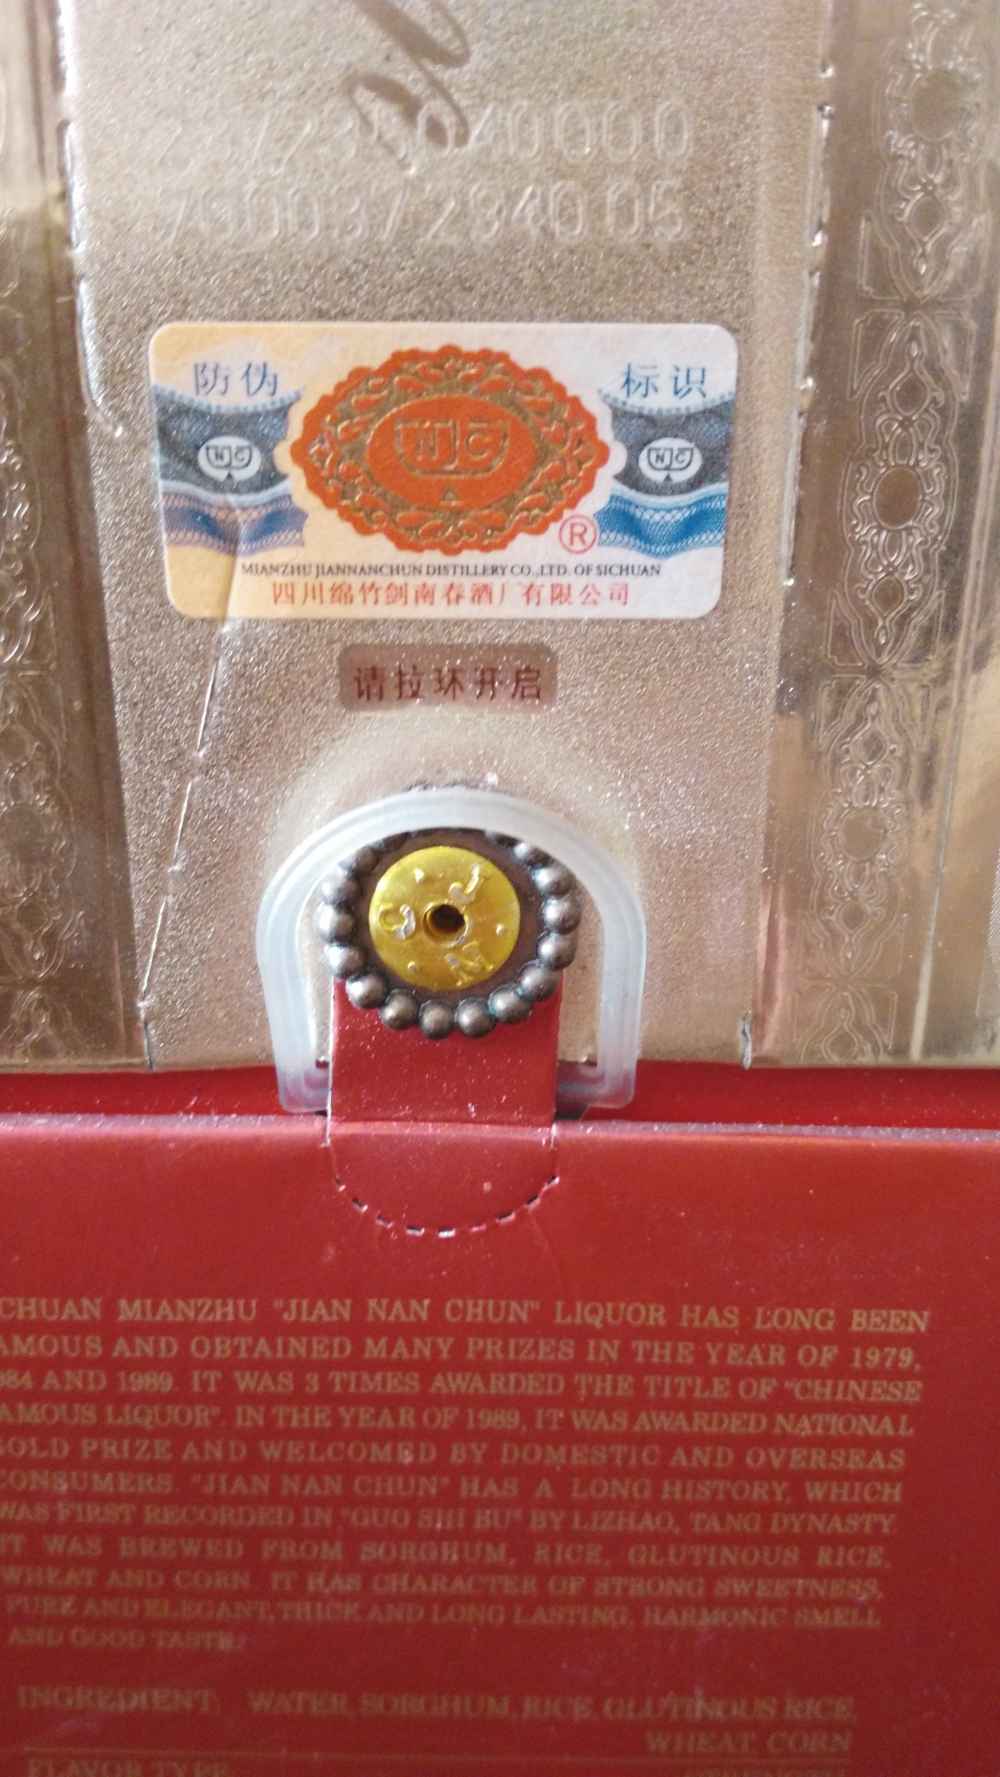 防伪 标识
NJC
NJC
NJC
®
MIANZHU JIANNANCHUN DISTILLERY CO.,LTD. OF SICHUAN
四川绵竹剑南春酒厂有限公司
请拉环开启
J
C
N
CHUAN MIANZHU "JIAN NAN CHUN" LIQUOR HAS LONG BEEN
AMOUS AND OBTAINED MANY PRIZES IN THE YEAR OF 1979,
984 AND 1989. IT WAS 3 TIMES AWARDED THE TITLE OF "CHINESE
AMOUS LIQUOR". IN THE YEAR OF 1989, IT WAS AWARDED NATIONAL
GOLD PRIZE AND WELCOMED BY DOMESTIC AND OVERSEAS
CONSUMERS. "JIAN NAN CHUN" HAS A LONG HISTORY, WHICH
WAS FIRST RECORDED IN "GUO SHI BU" BY LIZHAO, TANG DYNASTY.
IT WAS BREWED FROM SORGHUM, RICE, GLUTINOUS RICE,
WHEAT AND CORN. IT HAS CHARACTER OF STRONG SWEETNESS,
PURE AND ELEGANT, THICK AND LONG LASTING, HARMONIC SMELL
AND GOOD TASTE.
INGREDIENT: WATER, SORGHUM, RICE, GLUTINOUS RICE,
WHEAT, CORN
FLAVOR TYPE